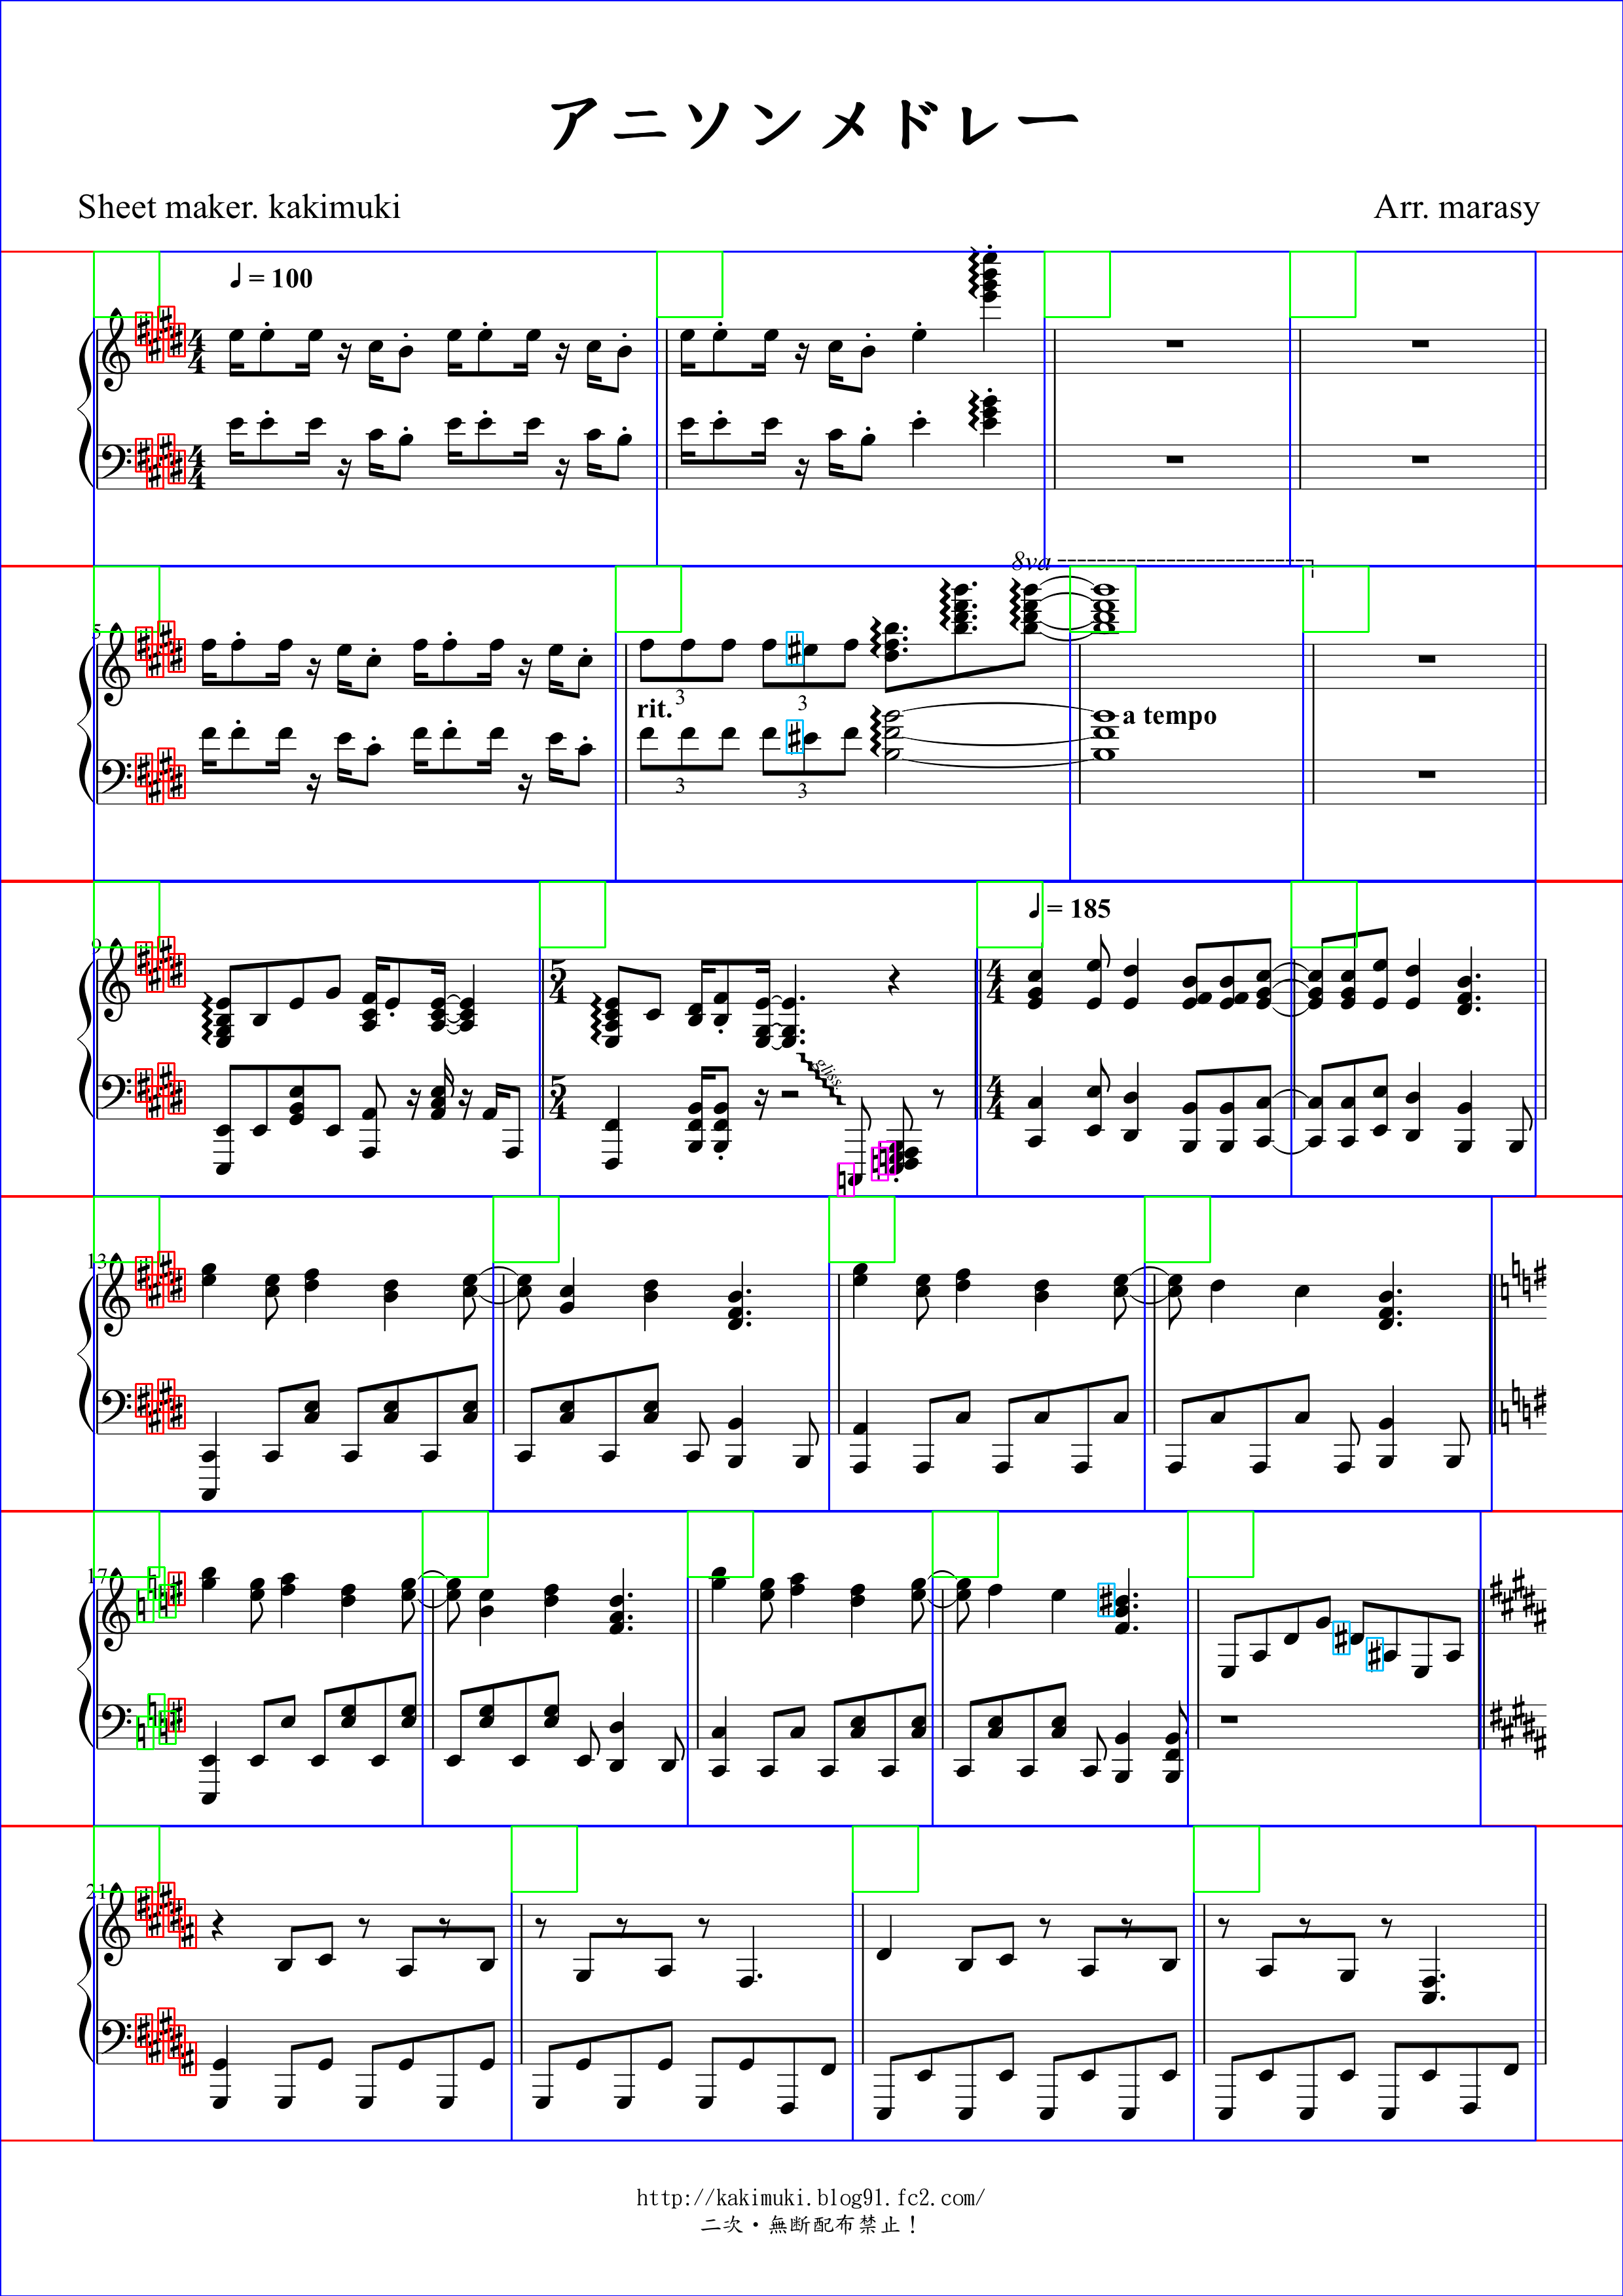 アニソンメドレー
Sheet maker. kakimuki
Arr. marasy
= 100
8va
5
3
3
rit.
a tempo
3
3
9
= 185
gliss.
13
17
21
http://kakimuki.blog91.fc2.com/
二次・無断配布禁止！